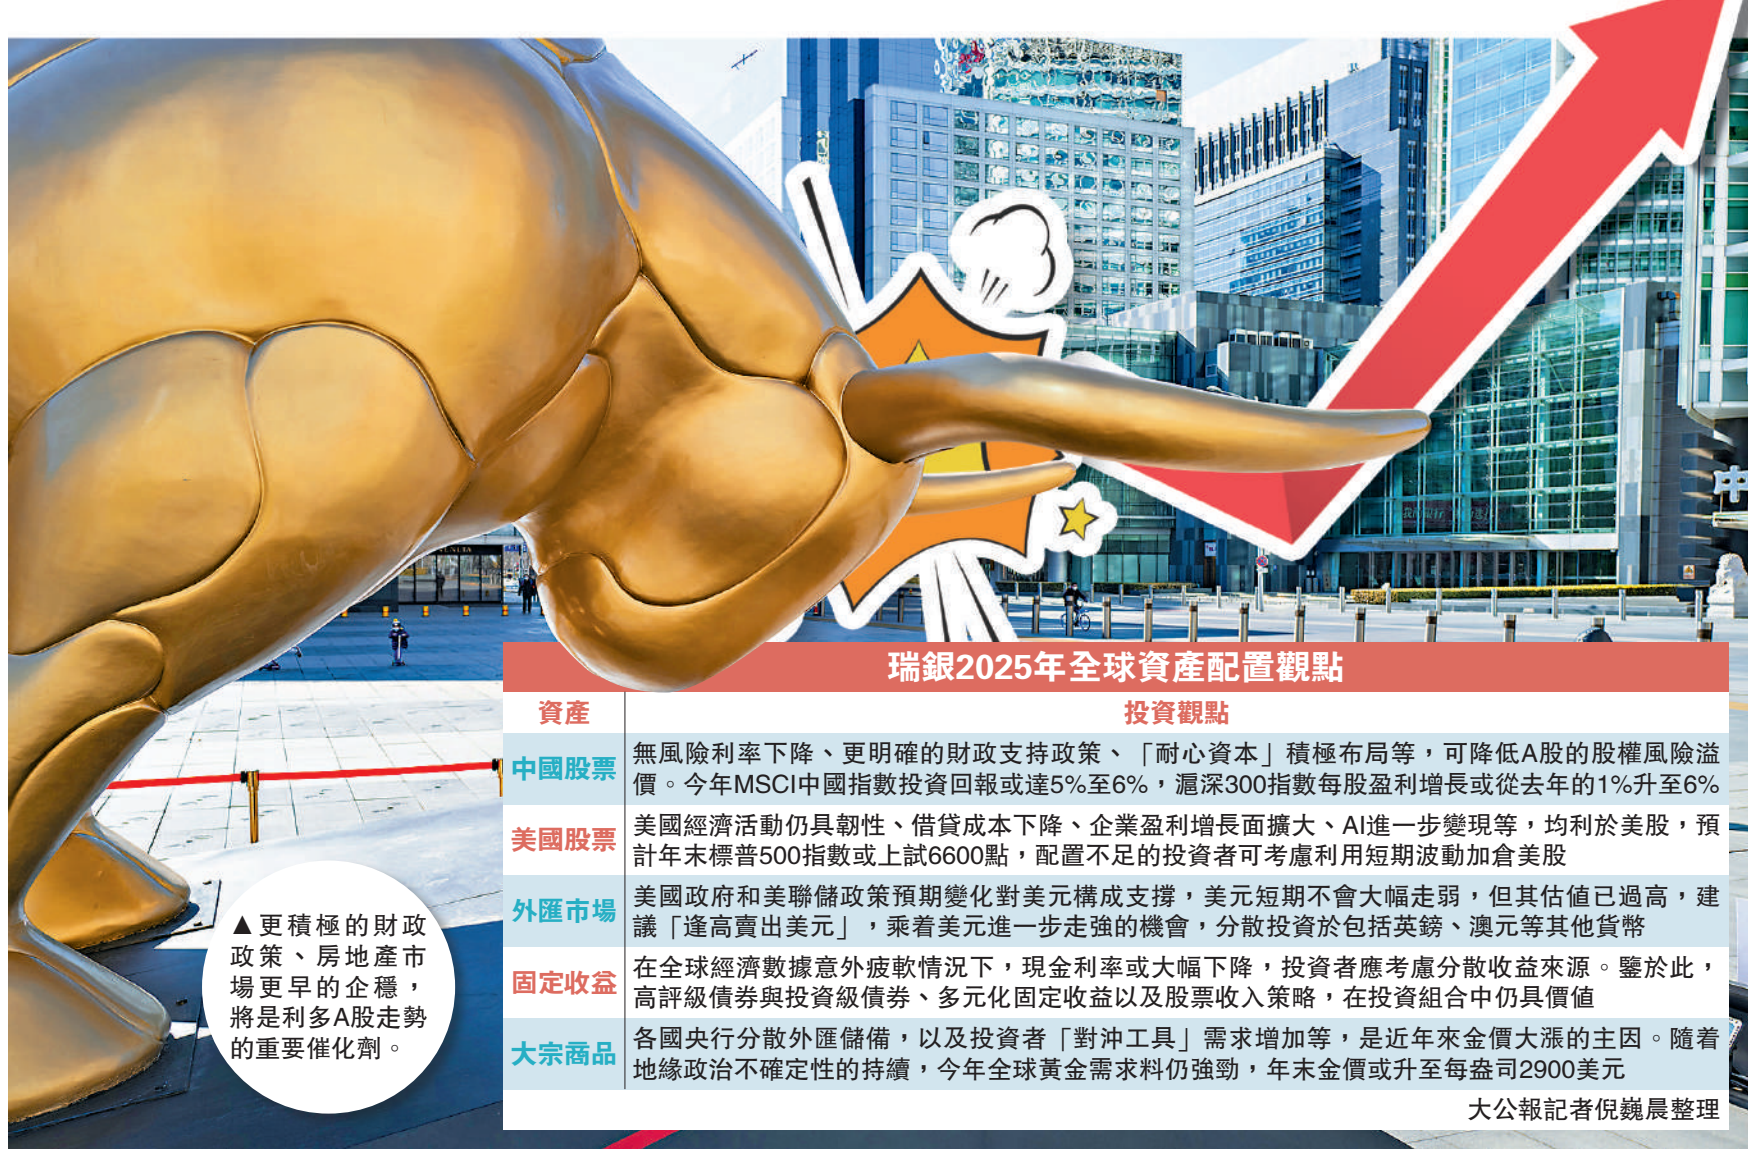 中
瑞銀2025年全球資產配置觀點
資產 投資觀點
中國股票 無風險利率下降、更明確的財政支持政策、「耐心資本」積極布局等，可降低A股的股權風險溢
價。今年MSCI中國指數投資回報或達5%至6%，滬深300指數每股盈利增長或從去年的1%升至6%
美國股票 美國經濟活動仍具韌性、借貸成本下降、企業盈利增長面擴大、AI進一步變現等，均利於美股，預
計年末標普500指數或上試6600點，配置不足的投資者可考慮利用短期波動加倉美股
外匯市場 美國政府和美聯儲政策預期變化對美元構成支撐，美元短期不會大幅走弱，但其估值已過高，建
議「逢高賣出美元」，乘着美元進一步走強的機會，分散投資於包括英鎊、澳元等其他貨幣
固定收益 在全球經濟數據意外疲軟情況下，現金利率或大幅下降，投資者應考慮分散收益來源。鑒於此，
高評級債券與投資級債券、多元化固定收益以及股票收入策略，在投資組合中仍具價值
大宗商品 各國央行分散外匯儲備，以及投資者「對沖工具」需求增加等，是近年來金價大漲的主因。隨着
地緣政治不確定性的持續，今年全球黃金需求料仍強勁，年末金價或升至每盎司2900美元
大公報記者倪巍晨整理
▲更積極的財政
政策、房地產市
場更早的企穩，
將是利多A股走勢
的重要催化劑。